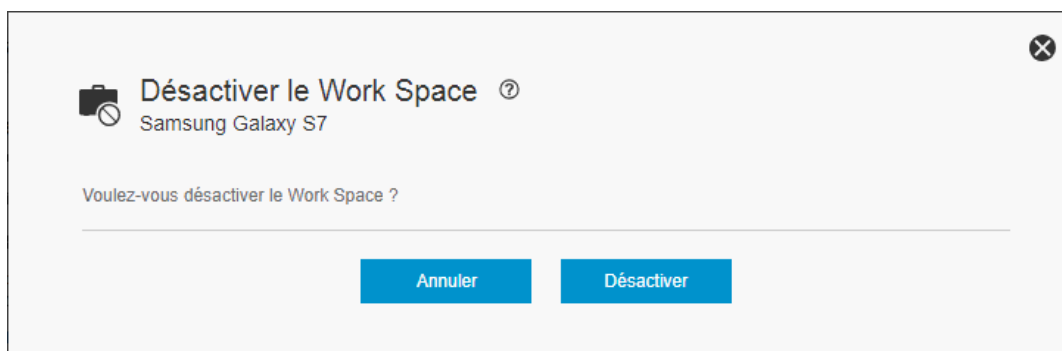 Désactiver le Work Space
Samsung Galaxy S7
Voulez-vous désactiver le Work Space ?
Annuler
Désactiver